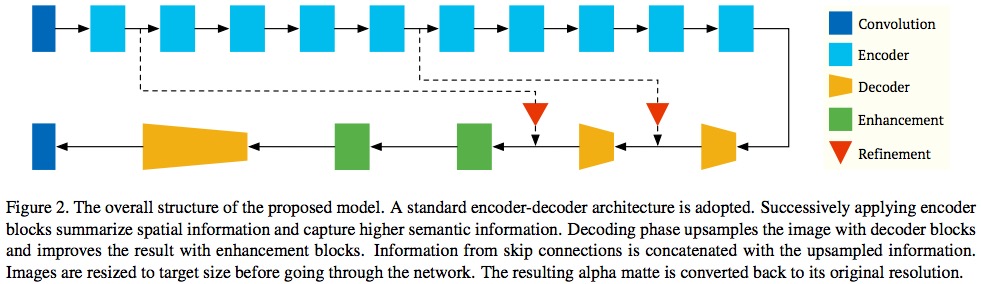 Convolution
Encoder
Decoder
Enhancement
Refinement
Figure 2. The overall structure of the proposed model. A standard encoder-decoder architecture is adopted. Successively applying encoder
blocks summarize spatial information and capture higher semantic information. Decoding phase upsamples the image with decoder blocks
and improves the result with enhancement blocks. Information from skip connections is concatenated with the upsampled information.
Images are resized to target size before going through the network. The resulting alpha matte is converted back to its original resolution.